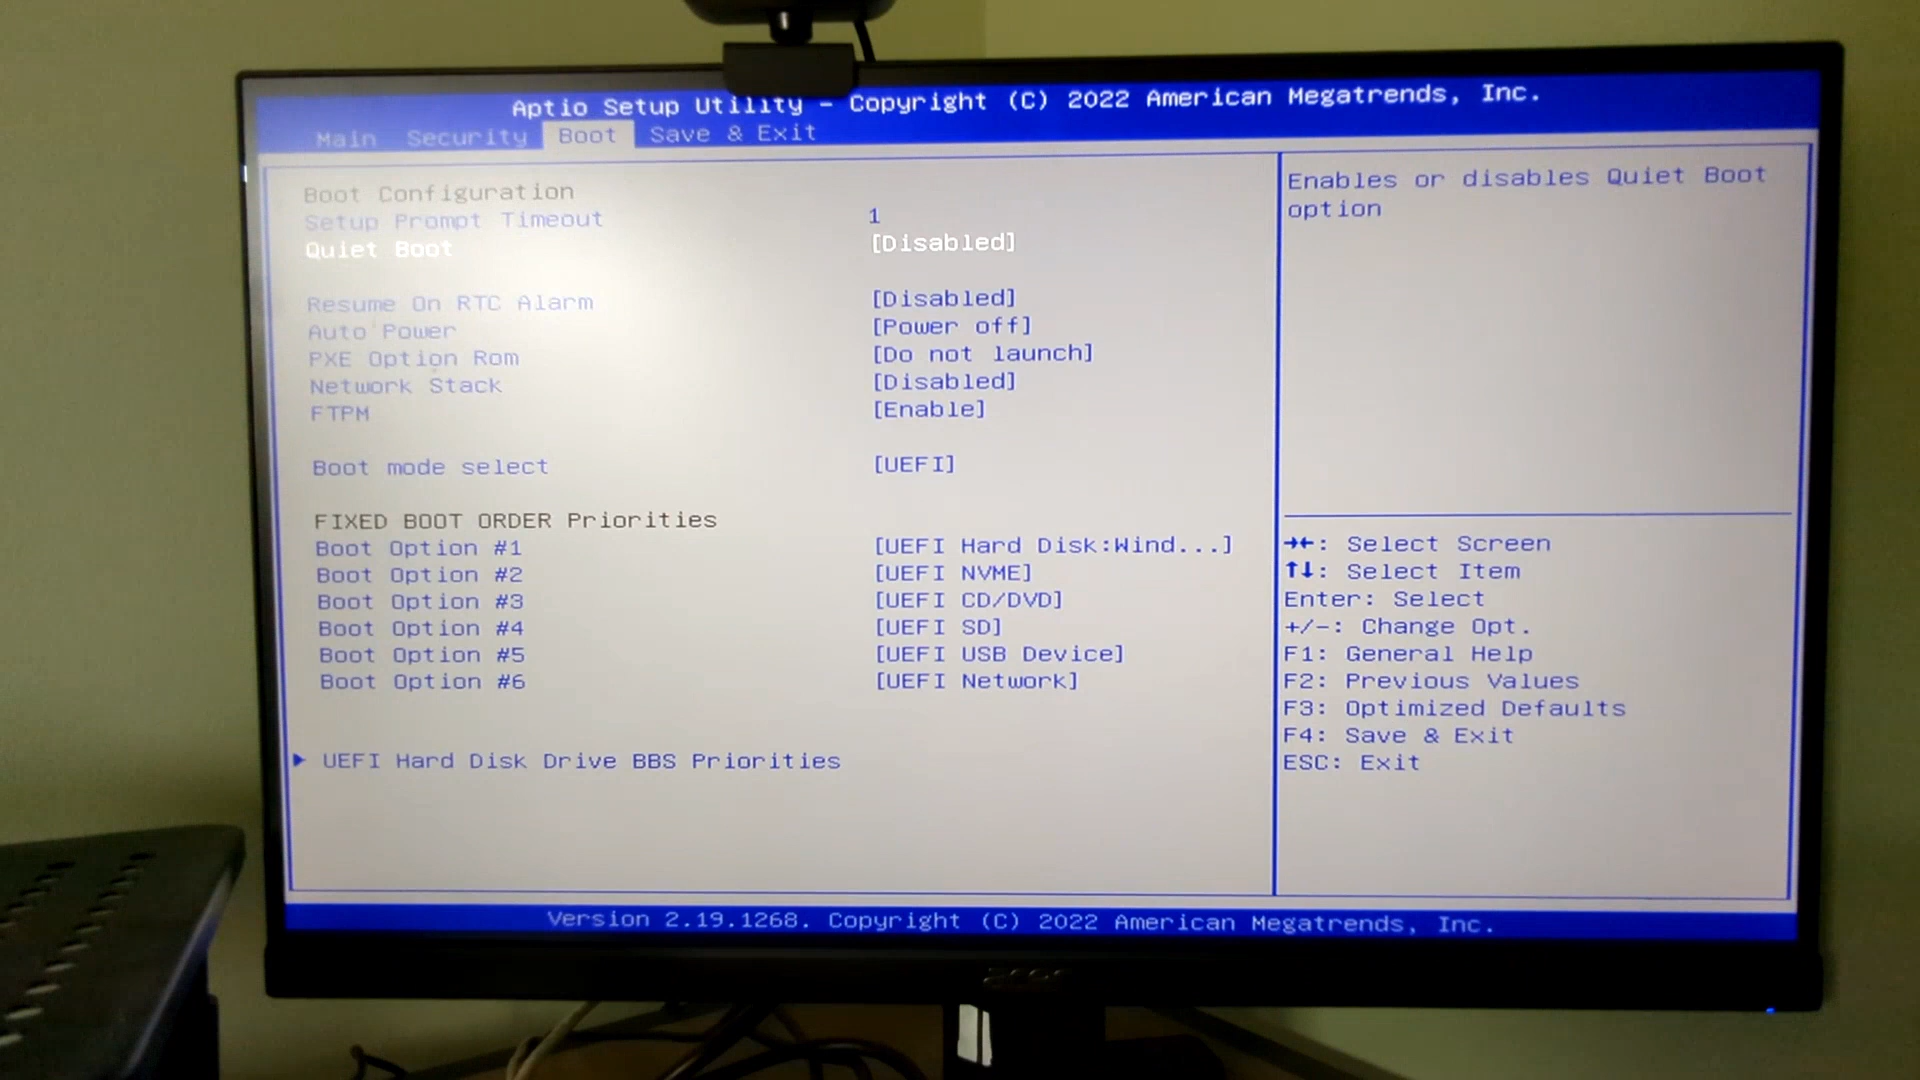 Aptio Setup Utility – Copyright (C) 2022 American Megatrends, Inc.
Main Security Boot Save & Exit
Boot Configuration
Setup Prompt Timeout 1
Quiet Boot [Disabled]
Resume On RTC Alarm [Disabled]
Auto Power [Power off]
PXE Option Rom [Do not launch]
Network Stack [Disabled]
FTPM [Enable]
Boot mode select [UEFI]
FIXED BOOT ORDER Priorities
Boot Option #1 [UEFI Hard Disk:Wind...]
Boot Option #2 [UEFI NVME]
Boot Option #3 [UEFI CD/DVD]
Boot Option #4 [UEFI SD]
Boot Option #5 [UEFI USB Device]
Boot Option #6 [UEFI Network]
UEFI Hard Disk Drive BBS Priorities
Enables or disables Quiet Boot
option
→←: Select Screen
↑↓: Select Item
Enter: Select
+/-: Change Opt.
F1: General Help
F2: Previous Values
F3: Optimized Defaults
F4: Save & Exit
ESC: Exit
Version 2.19.1268. Copyright (C) 2022 American Megatrends, Inc.
acer